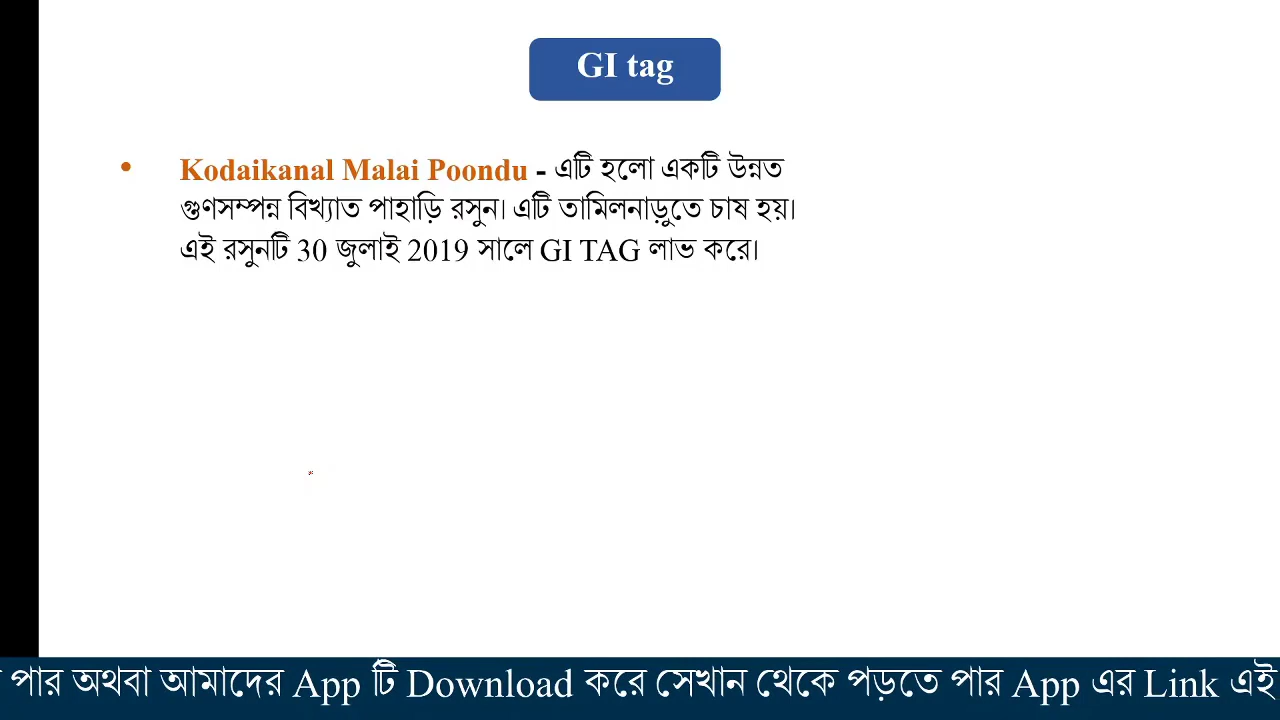 GI tag
• Kodaikanal Malai Poondu - এটি হলো একটি উন্নত
গুণসম্পন্ন বিখ্যাত পাহাড়ি রসুন। এটি তামিলনাড়ুতে চাষ হয়।
এই রসুনটি 30 জুলাই 2019 সালে GI TAG লাভ করে।
*
পার অথবা আমাদের App টি Download করে সেখান থেকে পড়তে পার App এর Link এই